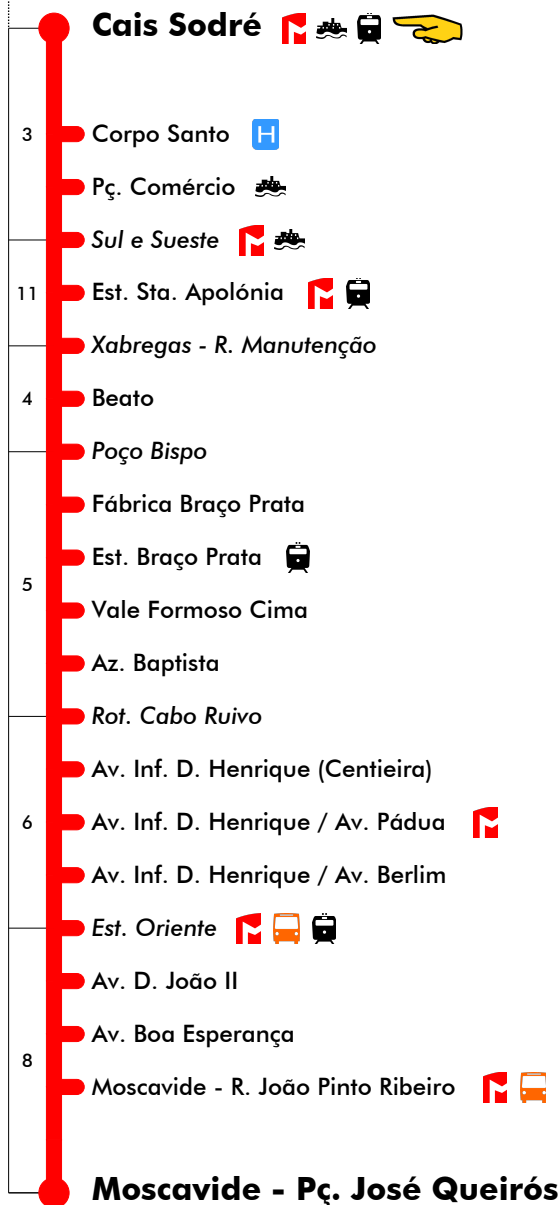 Cais Sodré
3
Corpo Santo H
Pç. Comércio
Sul e Sueste
11
Est. Sta. Apolónia
Xabregas - R. Manutenção
4
Beato
Poço Bispo
Fábrica Braço Prata
Est. Braço Prata
5
Vale Formoso Cima
Az. Baptista
Rot. Cabo Ruivo
Av. Inf. D. Henrique (Centieira)
6
Av. Inf. D. Henrique / Av. Pádua
Av. Inf. D. Henrique / Av. Berlim
Est. Oriente
Av. D. João II
Av. Boa Esperança
8
Moscavide - R. João Pinto Ribeiro
Moscavide - Pç. José Queirós